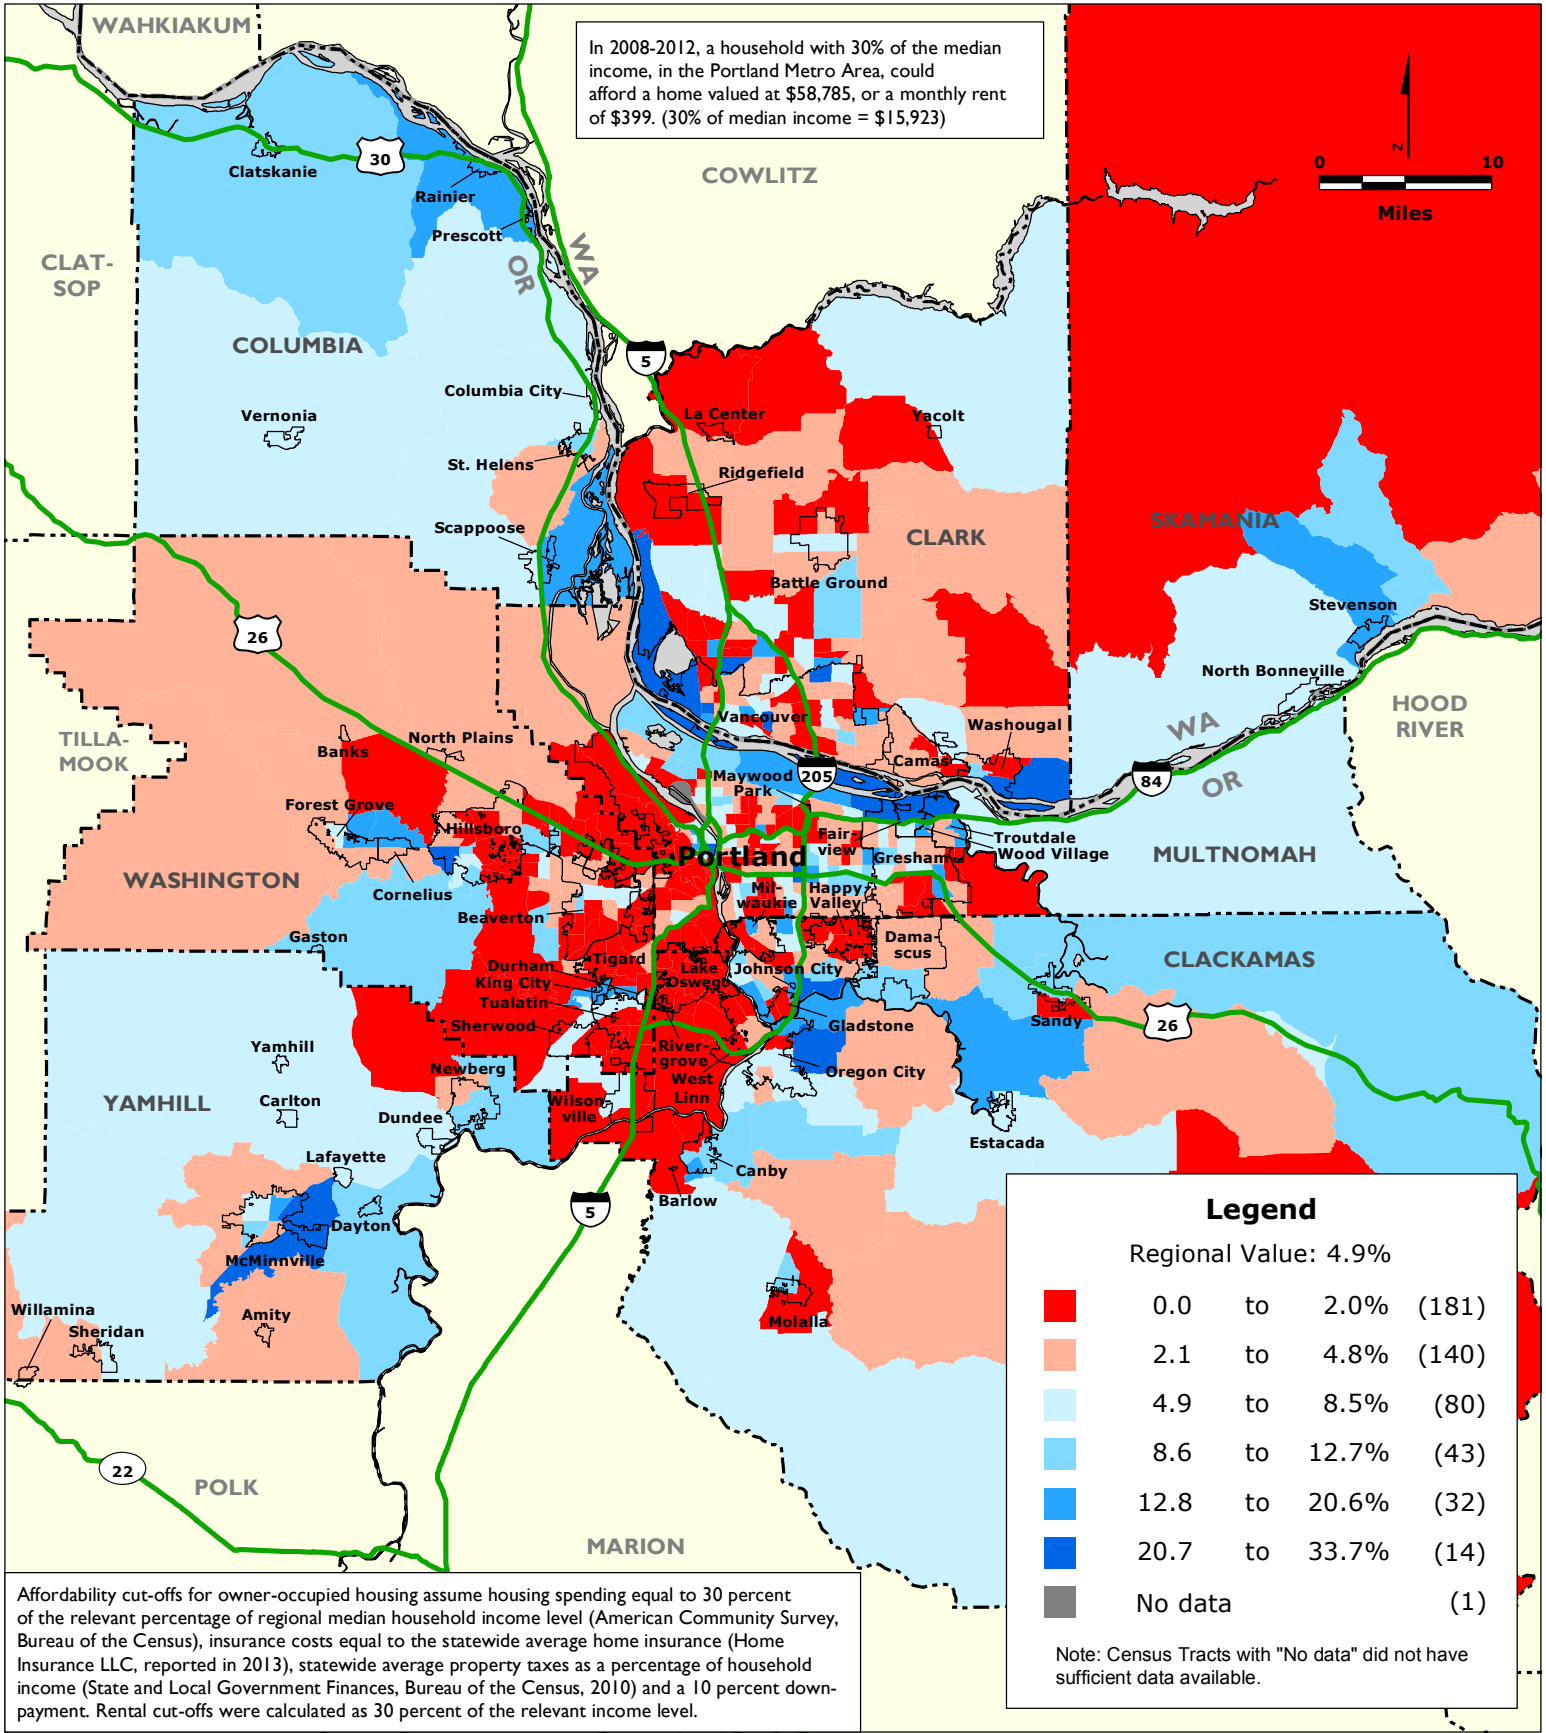 WAHKIAKUM
In 2008-2012, a household with 30% of the median
income, in the Portland Metro Area, could
afford a home valued at $58,785, or a monthly rent
of $399. (30% of median income = $15,923)
30
Clatskanie
COWLITZ
z
0 10
Miles
Rainier
Prescott
CLAT-
SOP
WA
OR
COLUMBIA
5
Columbia City
La Center
Yacolt
Vernonia
St. Helens
Ridgefield
Scappoose
SKAMANIA
CLARK
Battle Ground
Stevenson
26
North Bonneville
HOOD
RIVER
Vancouver
Washougal
WA
TILLA-
MOOK
Banks
North Plains
Camas
Maywood
Park
205
84
OR
Forest Grove
Hillsboro
Fair-
view
Troutdale
Wood Village
Portland
Gresham
MULTNOMAH
WASHINGTON
Cornelius
Mil-
waukie
Happy
Valley
Beaverton
Gaston
Dama-
scus
Tigard
CLACKAMAS
Durham
King City
Tualatin
Lake
Oswego
Johnson City
Sherwood
Gladstone
Sandy
26
Yamhill
River-
grove
Newberg
West
Linn
Oregon City
YAMHILL
Carlton
Dundee
Wilson
ville
Estacada
Lafayette
Canby
Barlow
5
Dayton
McMinnville
Willamina
Sheridan
Amity
Molalla
22
POLK
MARION
Legend
Regional Value: 4.9%
0.0 to 2.0% (181)
2.1 to 4.8% (140)
4.9 to 8.5% (80)
8.6 to 12.7% (43)
12.8 to 20.6% (32)
20.7 to 33.7% (14)
No data (1)
Note: Census Tracts with "No data" did not have
sufficient data available.
Affordability cut-offs for owner-occupied housing assume housing spending equal to 30 percent
of the relevant percentage of regional median household income level (American Community Survey,
Bureau of the Census), insurance costs equal to the statewide average home insurance (Home
Insurance LLC, reported in 2013), statewide average property taxes as a percentage of household
income (State and Local Government Finances, Bureau of the Census, 2010) and a 10 percent down-
payment. Rental cut-offs were calculated as 30 percent of the relevant income level.